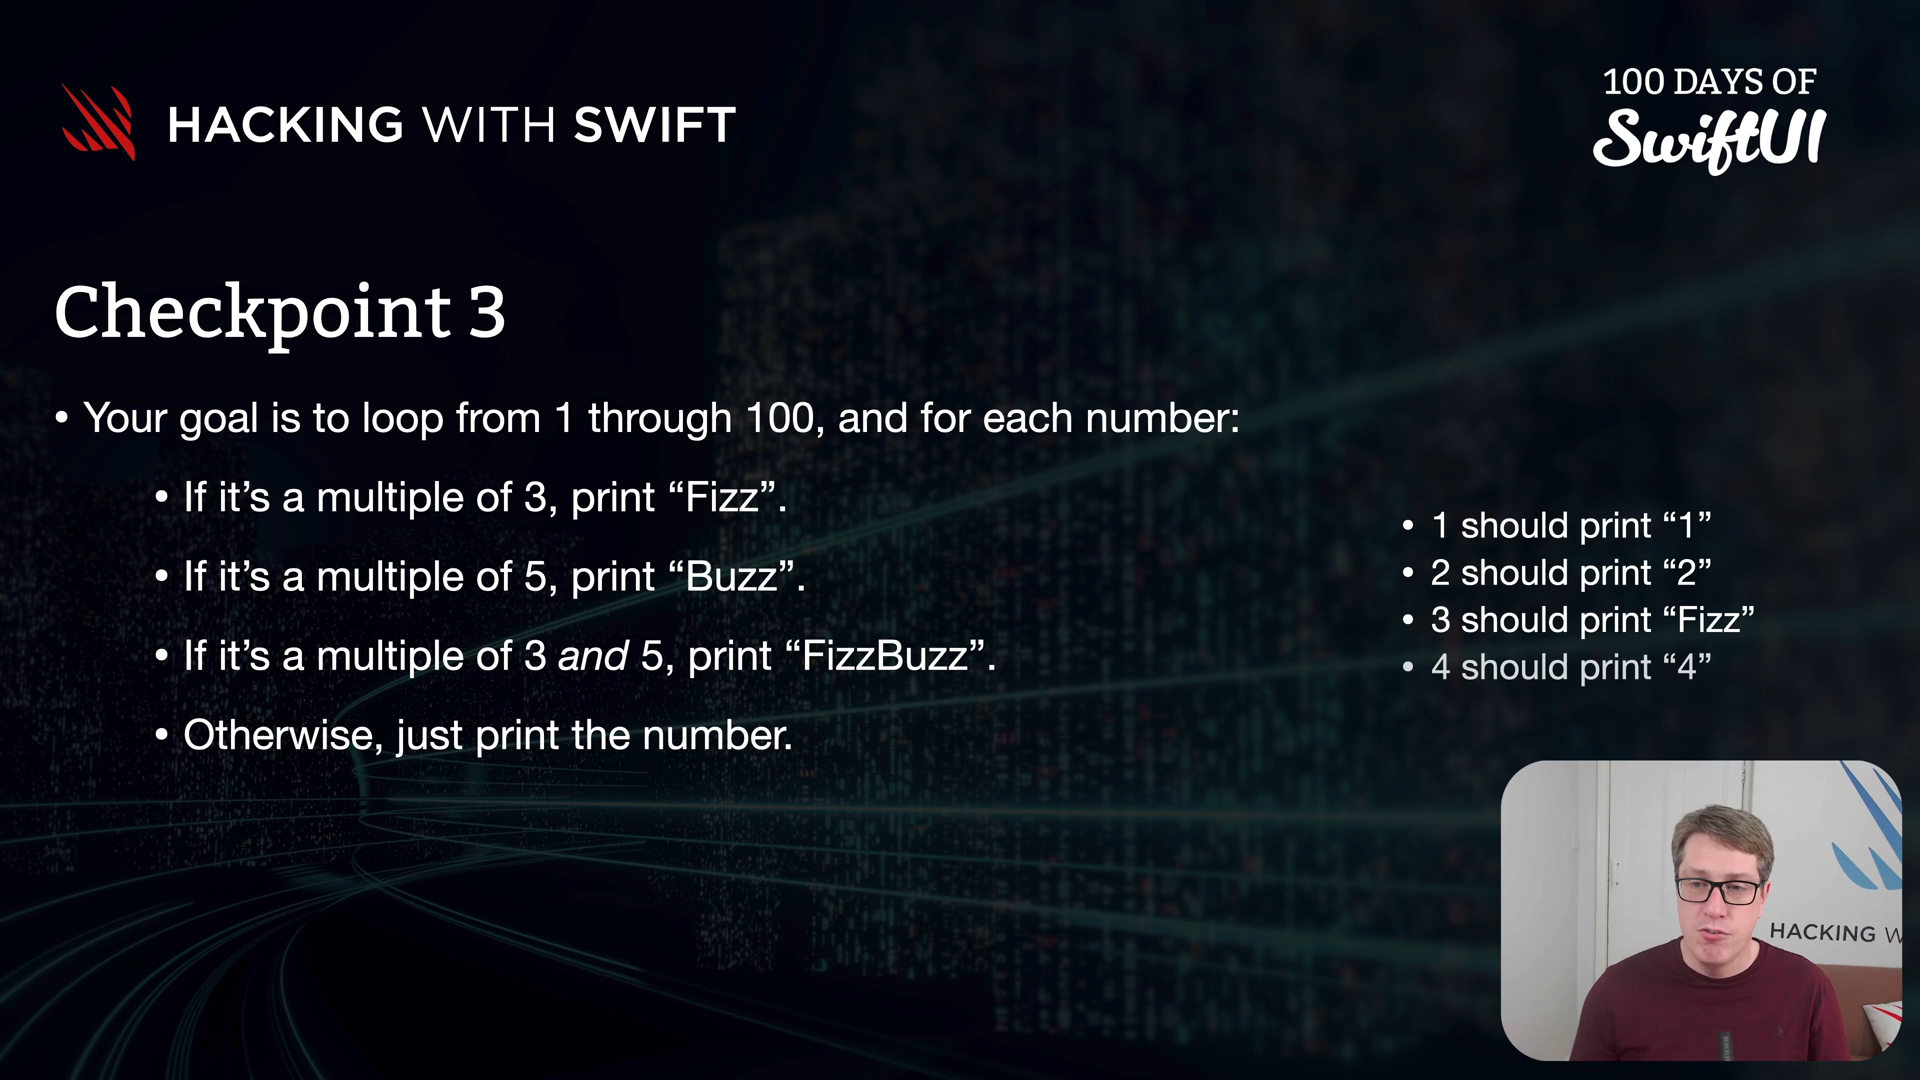 HACKING WITH SWIFT
100 DAYS OF
SwiftUI
Checkpoint 3
• Your goal is to loop from 1 through 100, and for each number:
• If it’s a multiple of 3, print “Fizz”.
• If it’s a multiple of 5, print “Buzz”.
• If it’s a multiple of 3 and 5, print “FizzBuzz”.
• Otherwise, just print the number.
• 1 should print “1”
• 2 should print “2”
• 3 should print “Fizz”
• 4 should print “4”
HACKING W